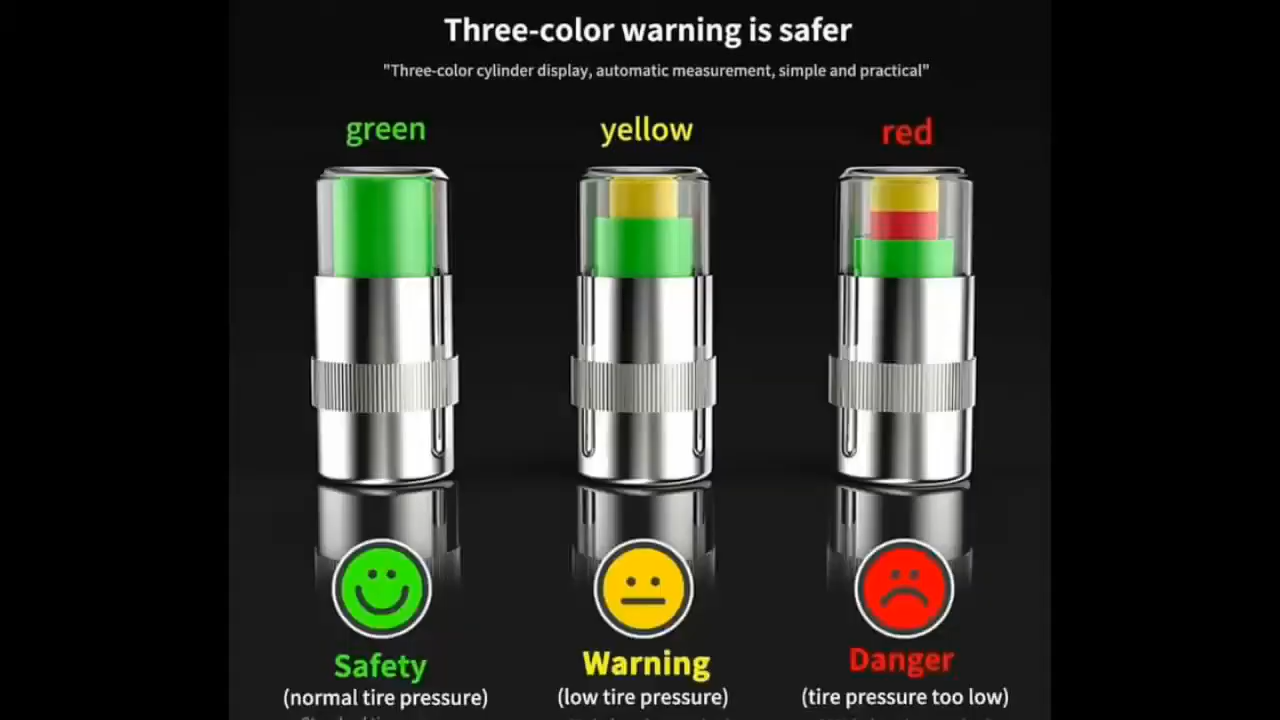 Three-color warning is safer
"Three-color cylinder display, automatic measurement, simple and practical"
green yellow red
Safety Warning Danger
(normal tire pressure) (low tire pressure) (tire pressure too low)